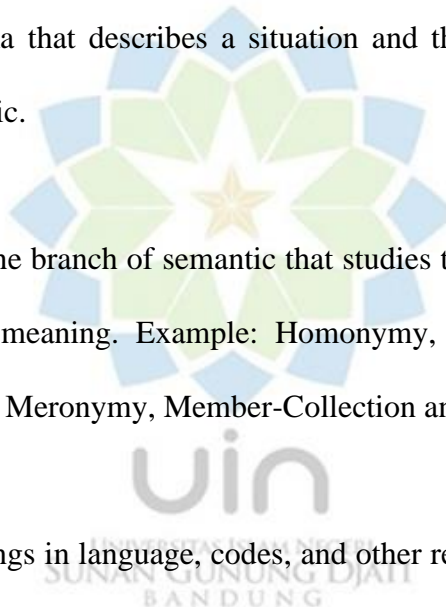 a that describes a situation and th
ic.
ne branch of semantic that studies t
meaning. Example: Homonymy,
Meronymy, Member-Collection an
uin
UNIVERSITAS ISLAM NEGERI
ngs in language, codes, and other re
SUNAN GUNUNG DJATI
BANDUNG